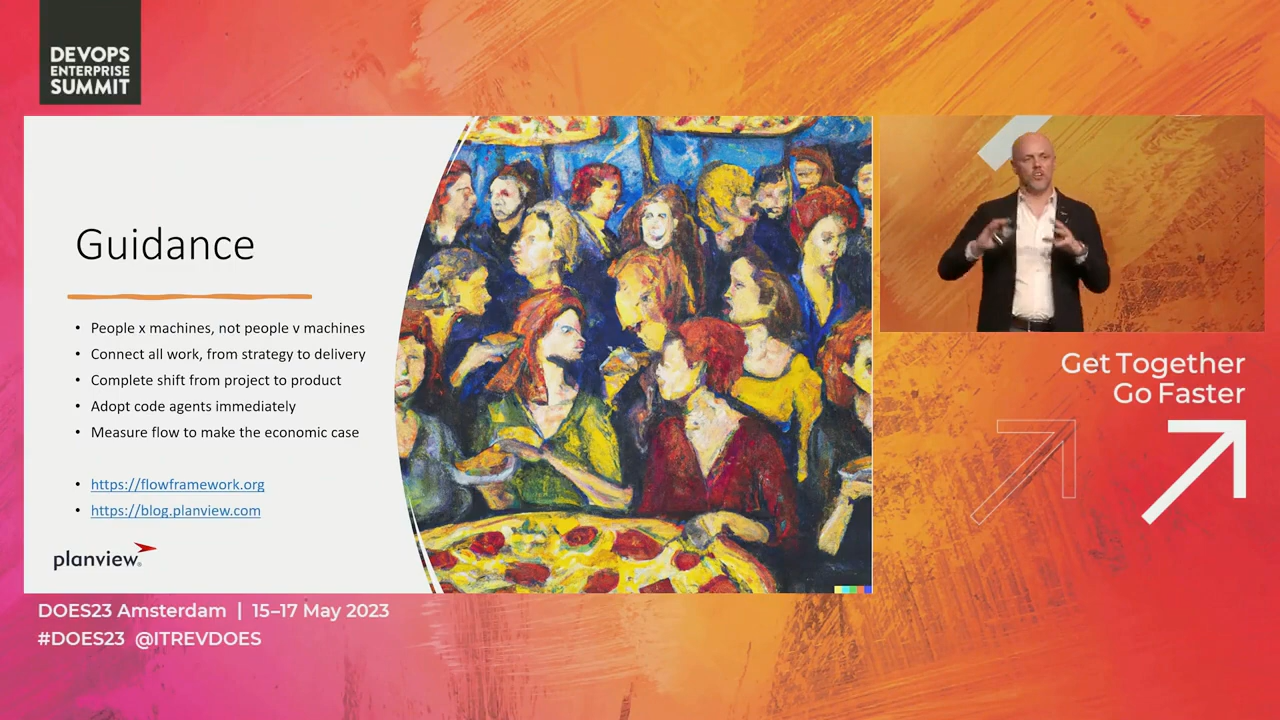 DEVOPS
ENTERPRISE
SUMMIT
Guidance
• People x machines, not people v machines
• Connect all work, from strategy to delivery
• Complete shift from project to product
• Adopt code agents immediately
• Measure flow to make the economic case
• https://flowframework.org
• https://blog.planview.com
planview®
Get Together
Go Faster
DOES23 Amsterdam | 15–17 May 2023
#DOES23 @ITREVDOES